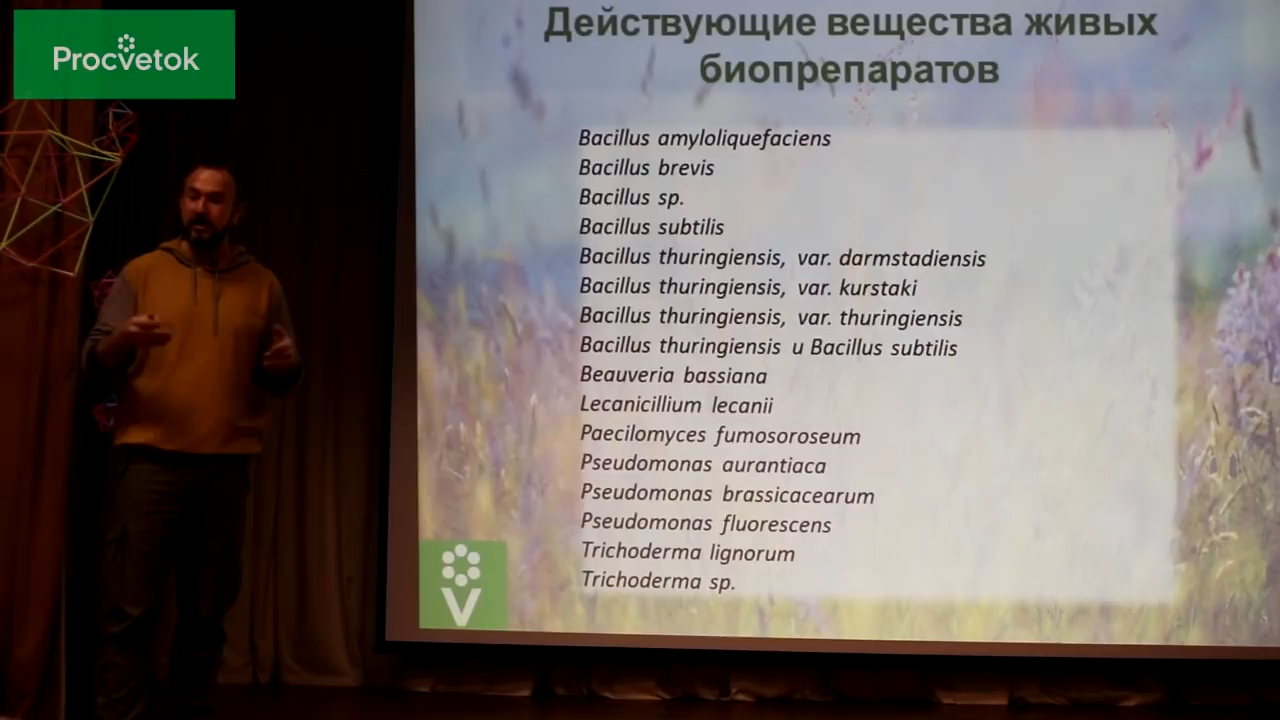 Procvetok
Действующие вещества живых
биопрепаратов
Bacillus amyloliquefaciens
Bacillus brevis
Bacillus sp.
Bacillus subtilis
Bacillus thuringiensis, var. darmstadiensis
Bacillus thuringiensis, var. kurstaki
Bacillus thuringiensis, var. thuringiensis
Bacillus thuringiensis и Bacillus subtilis
Beauveria bassiana
Lecanicillium lecanii
Paecilomyces fumosoroseum
Pseudomonas aurantiaca
Pseudomonas brassicacearum
Pseudomonas fluorescens
Trichoderma lignorum
Trichoderma sp.